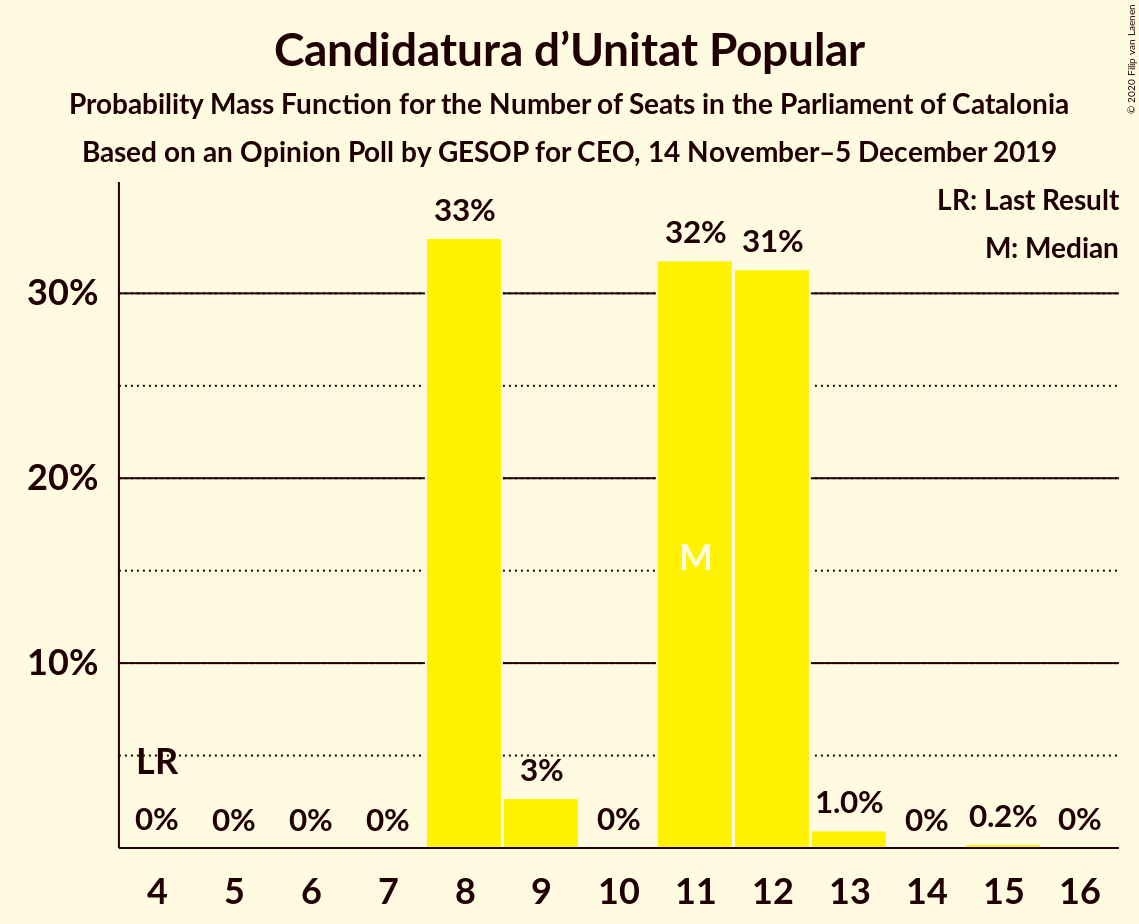 Candidatura d’Unitat Popular
Probability Mass Function for the Number of Seats in the Parliament of Catalonia
Based on an Opinion Poll by GESOP for CEO, 14 November–5 December 2019
© 2020 Filip van Laenen
LR: Last Result
M: Median
33%
32%
31%
30%
20%
M
10%
LR
3%
0%
0%
0%
0%
0%
1.0%
0%
0.2%
0%
4 5 6 7 8 9 10 11 12 13 14 15 16